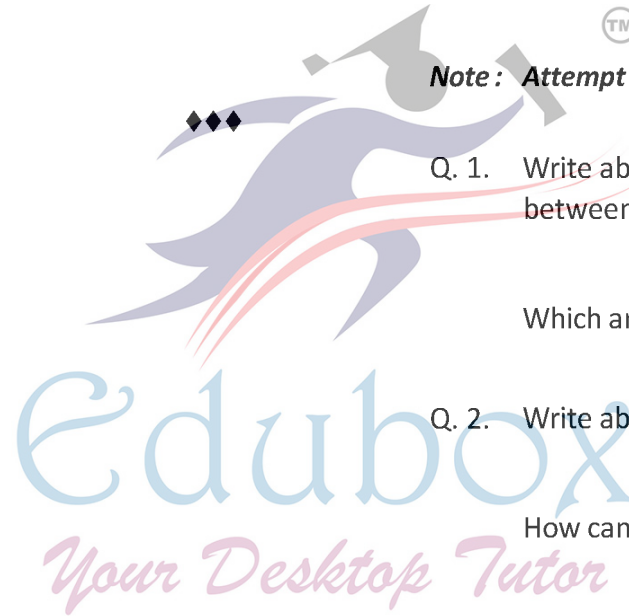 TM
Note : Attempt
♦♦♦
Q. 1. Write ab
between
Which ar
Q. 2. Write ab
Edubox
How can
Your Desktop Tutor